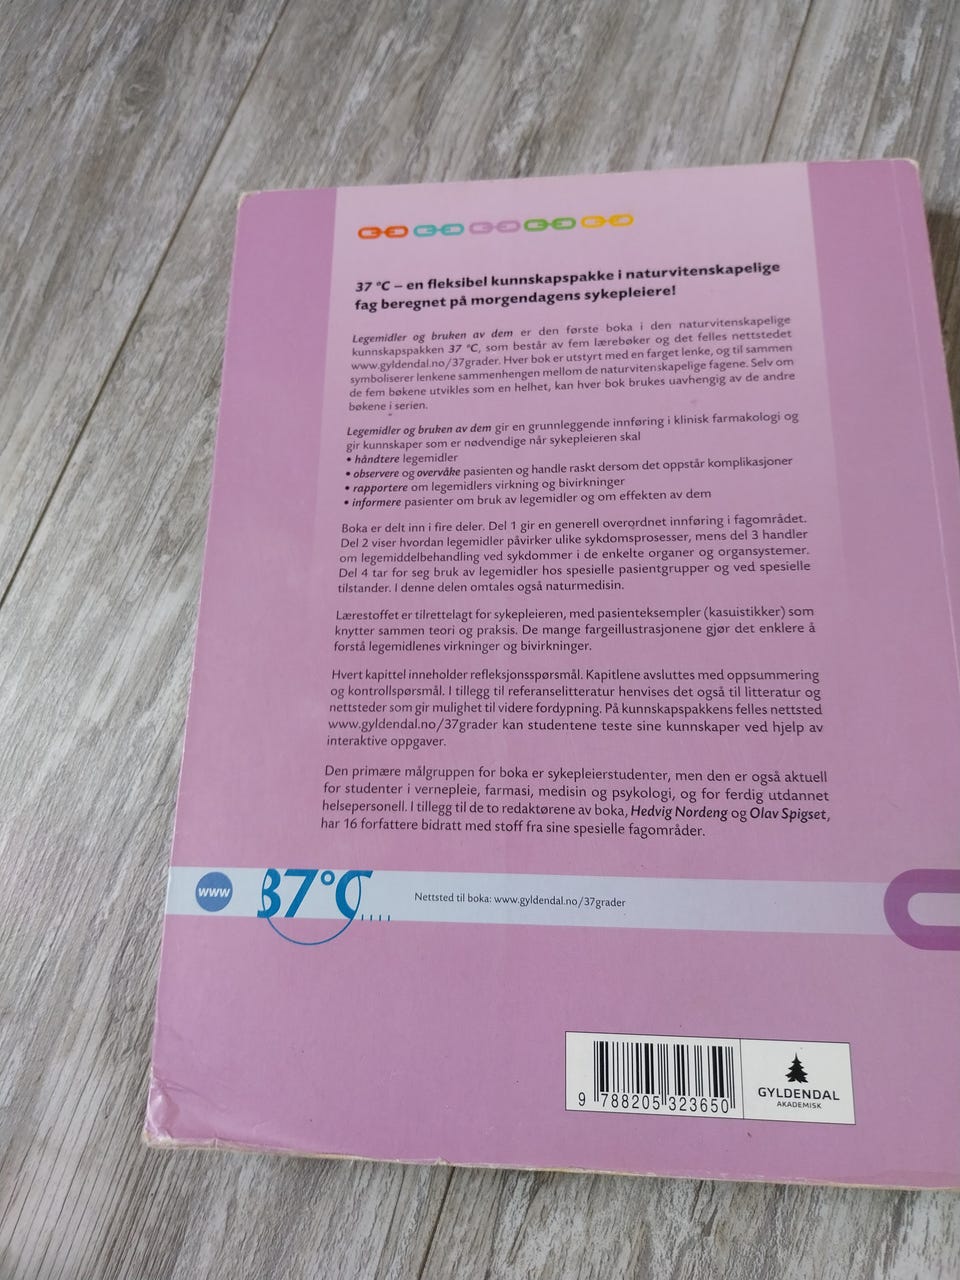 37 °C – en fleksibel kunnskapspakke i naturvitenskapelige
fag beregnet på morgendagens sykepleiere!
Legemidler og bruken av dem er den første boka i den naturvitenskapelige
kunnskapspakken 37 °C, som består av fem lærebøker og det felles nettstedet
www.gyldendal.no/37grader. Hver bok er utstyrt med en farget lenke, og til sammen
symboliserer lenkene sammenhengen mellom de naturvitenskapelige fagene. Selv om
de fem bøkene utvikles som en helhet, kan hver bok brukes uavhengig av de andre
bøkene i serien.
Legemidler og bruken av dem gir en grunnleggende innføring i klinisk farmakologi og
gir kunnskaper som er nødvendige når sykepleieren skal
• håndtere legemidler
• observere og overvåke pasienten og handle raskt dersom det oppstår komplikasjoner
• rapportere om legemidlers virkning og bivirkninger
• informere pasienter om bruk av legemidler og om effekten av dem
Boka er delt inn i fire deler. Del 1 gir en generell overordnet innføring i fagområdet.
Del 2 viser hvordan legemidler påvirker ulike sykdomsprosesser, mens del 3 handler
om legemiddelbehandling ved sykdommer i de enkelte organer og organsystemer.
Del 4 tar for seg bruk av legemidler hos spesielle pasientgrupper og ved spesielle
tilstander. I denne delen omtales også naturmedisin.
Lærestoffet er tilrettelagt for sykepleieren, med pasienteksempler (kasuistikker) som
knytter sammen teori og praksis. De mange fargeillustrasjonene gjør det enklere å
forstå legemidlenes virkninger og bivirkninger.
Hvert kapittel inneholder refleksjonsspørsmål. Kapitlene avsluttes med oppsummering
og kontrollspørsmål. I tillegg til referanselitteratur henvises det også til litteratur og
nettsteder som gir mulighet til videre fordypning. På kunnskapspakkens felles nettsted
www.gyldendal.no/37grader kan studentene teste sine kunnskaper ved hjelp av
interaktive oppgaver.
Den primære målgruppen for boka er sykepleierstudenter, men den er også aktuell
for studenter i vernepleie, farmasi, medisin og psykologi, og for ferdig utdannet
helsepersonell. I tillegg til de to redaktørene av boka, Hedvig Nordeng og Olav Spigset,
har 16 forfattere bidratt med stoff fra sine spesielle fagområder.
www 37°C Nettsted til boka: www.gyldendal.no/37grader
GYLDENDAL
AKADEMISK
9 788205 323650